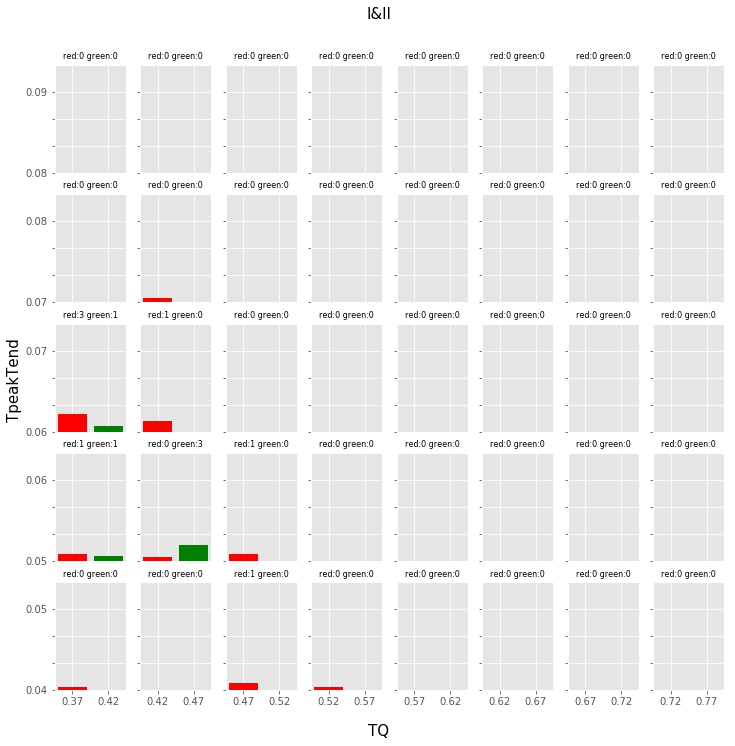 I&II
red:0 green:0 red:0 green:0 red:0 green:0 red:0 green:0 red:0 green:0 red:0 green:0 red:0 green:0 red:0 green:0
0.09
0.08
red:0 green:0 red:0 green:0 red:0 green:0 red:0 green:0 red:0 green:0 red:0 green:0 red:0 green:0 red:0 green:0
0.08
0.07
red:3 green:1 red:1 green:0 red:0 green:0 red:0 green:0 red:0 green:0 red:0 green:0 red:0 green:0 red:0 green:0
TpeakTend
0.07
0.06
red:1 green:1 red:0 green:3 red:1 green:0 red:0 green:0 red:0 green:0 red:0 green:0 red:0 green:0 red:0 green:0
0.06
0.05
red:0 green:0 red:0 green:0 red:1 green:0 red:0 green:0 red:0 green:0 red:0 green:0 red:0 green:0 red:0 green:0
0.05
0.04
0.37 0.42 0.42 0.47 0.47 0.52 0.52 0.57 0.57 0.62 0.62 0.67 0.67 0.72 0.72 0.77
TQ